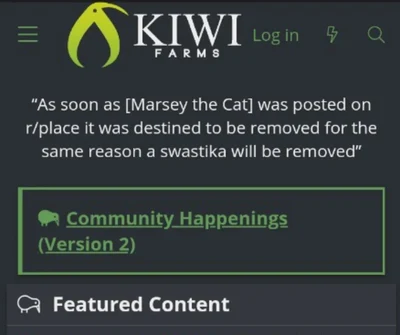 KIWI
FARMS
Log in
“As soon as [Marsey the Cat] was posted on
r/place it was destined to be removed for the
same reason a swastika will be removed”
Community Happenings
(Version 2)
Featured Content